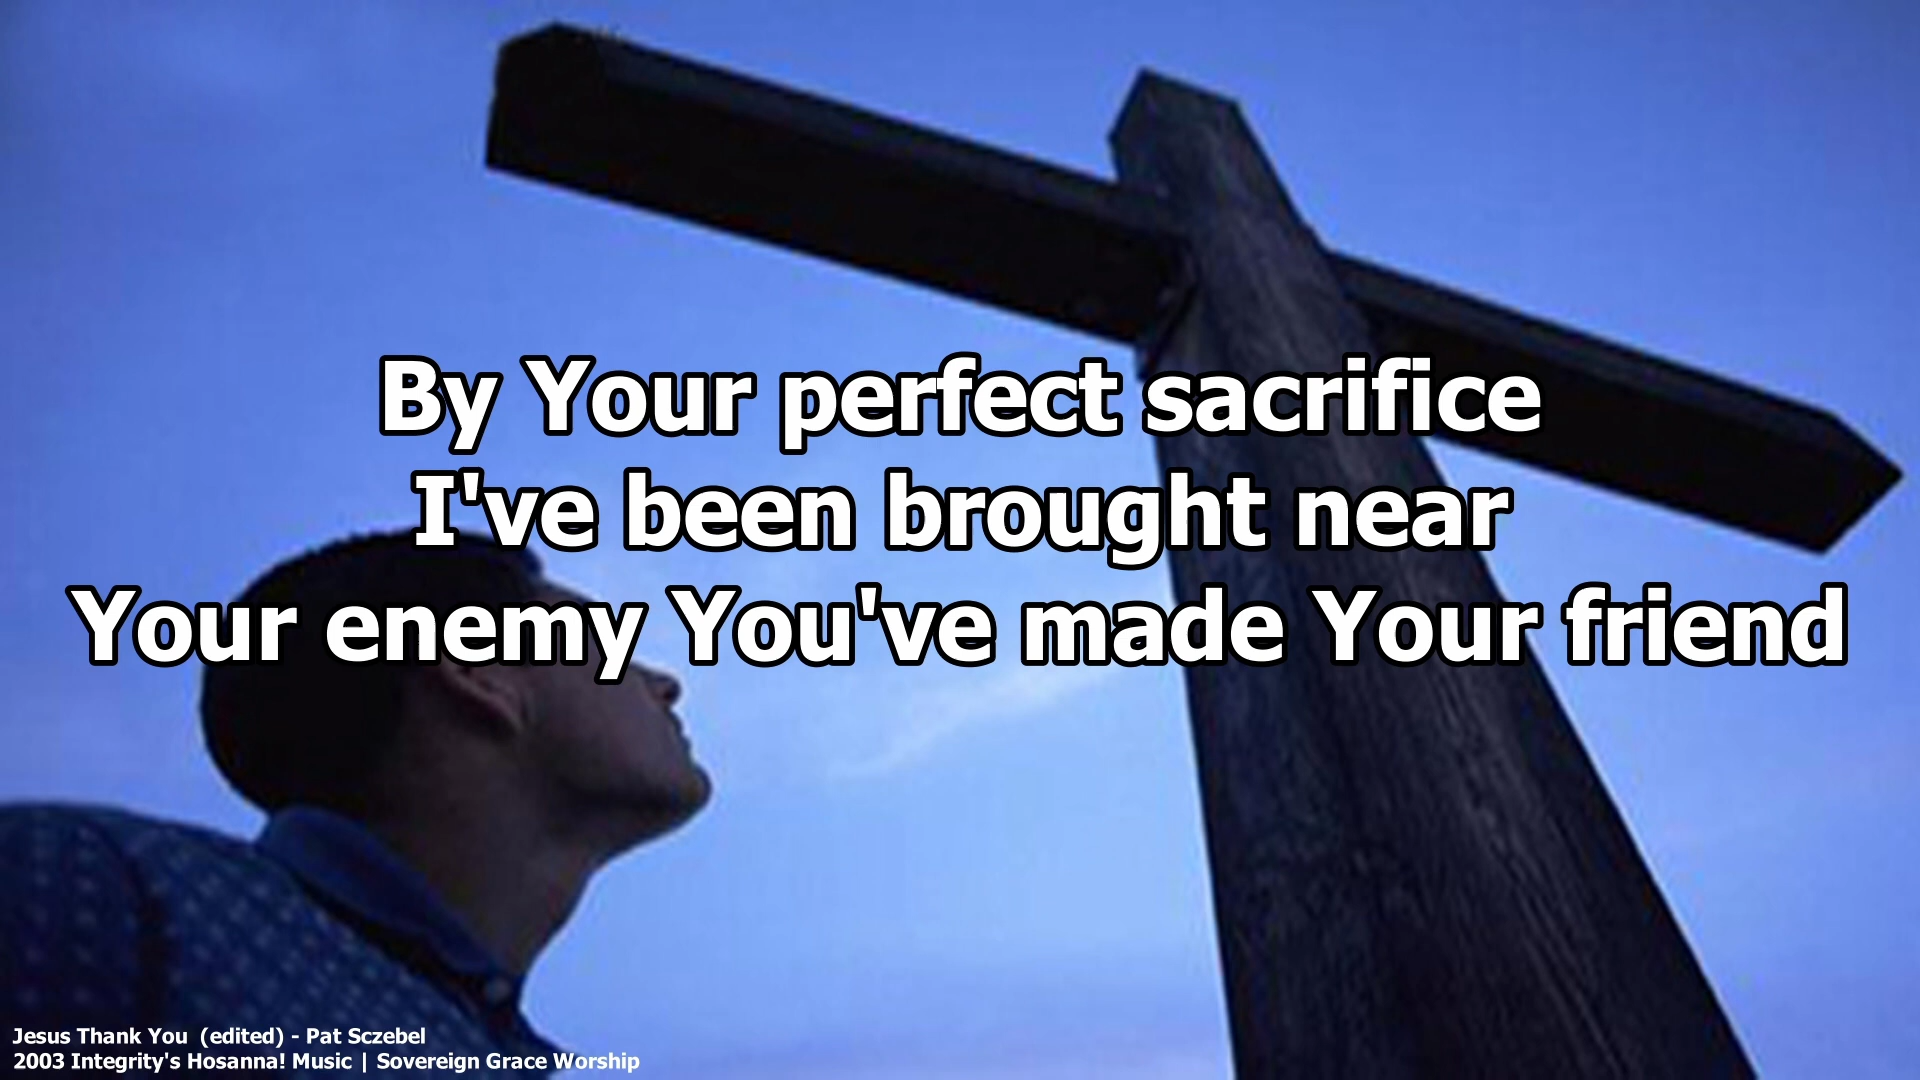 By Your perfect sacrifice
I've been brought near
Your enemy You've made Your friend
Jesus Thank You  (edited) - Pat Sczebel
2003 Integrity's Hosanna! Music | Sovereign Grace Worship